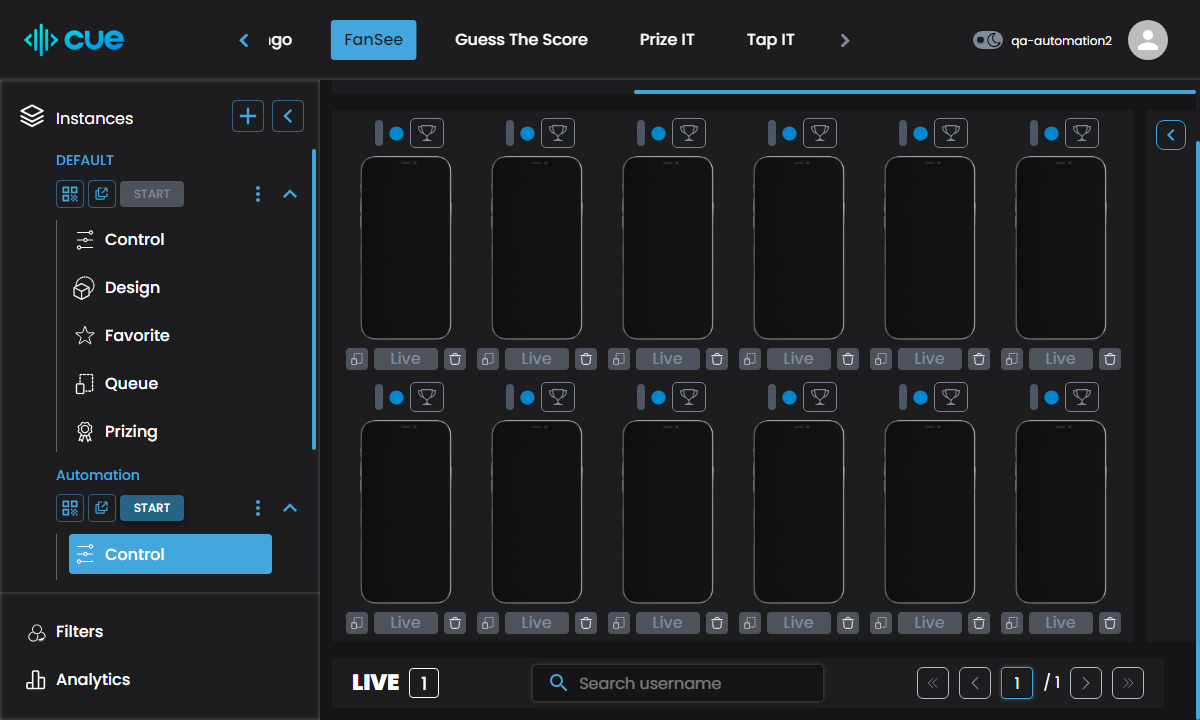 cue
ngo
FanSee
Guess The Score
Prize IT
Tap IT
qa-automation2
Instances
DEFAULT
START
Control
Design
Favorite
Queue
Prizing
Automation
START
Control
Filters
Analytics
Live Live Live Live Live Live
Live Live Live Live Live Live
LIVE 1
Search username
1 / 1